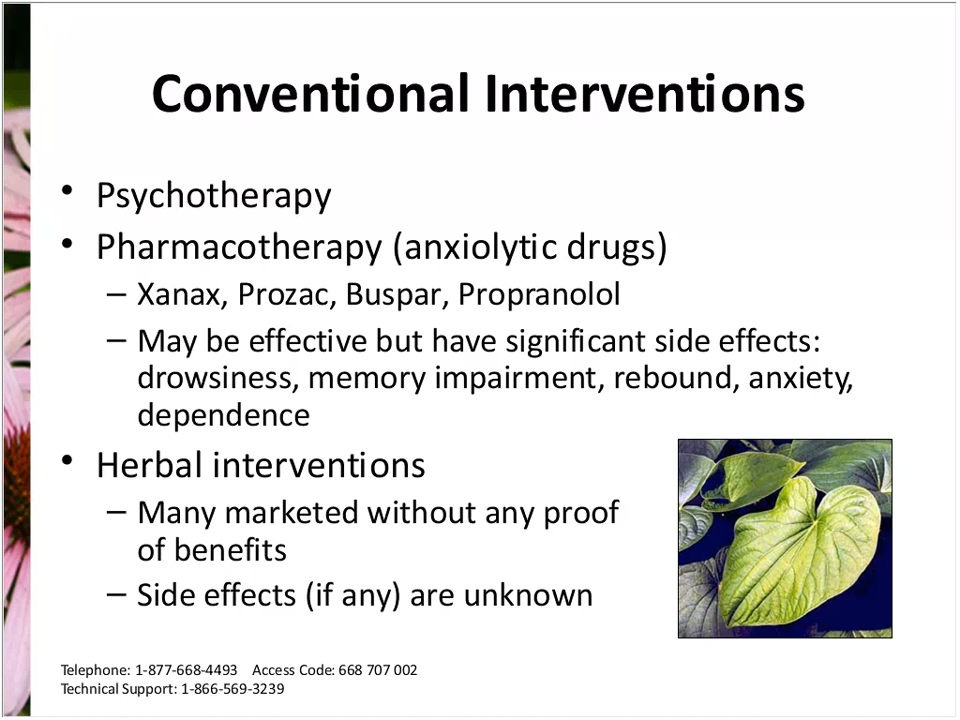 Conventional Interventions
• Psychotherapy
• Pharmacotherapy (anxiolytic drugs)
– Xanax, Prozac, Buspar, Propranolol
– May be effective but have significant side effects:
drowsiness, memory impairment, rebound, anxiety,
dependence
• Herbal interventions
– Many marketed without any proof
of benefits
– Side effects (if any) are unknown
Telephone: 1-877-668-4493 Access Code: 668 707 002
Technical Support: 1-866-569-3239